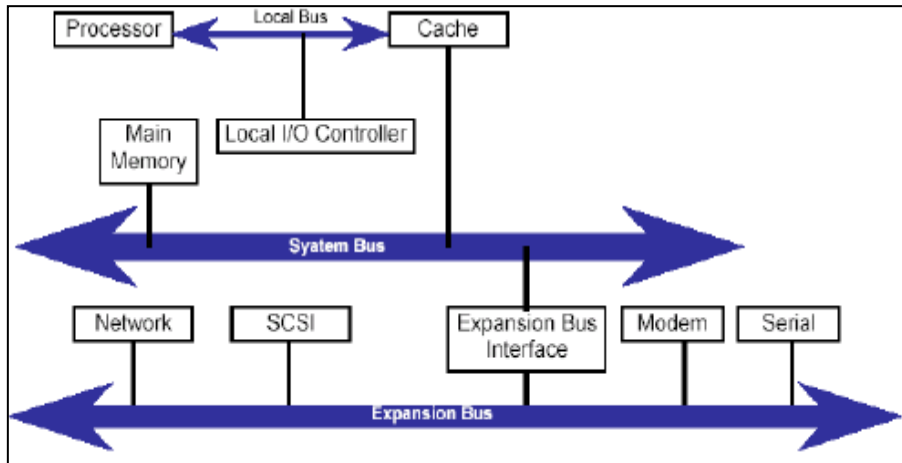 Local Bus
Processor
Cache
Main
Memory
Local I/O Controller
Syatem Bus
Network
SCSI
Expansion Bus
Interface
Modem
Serial
Expansion Bus